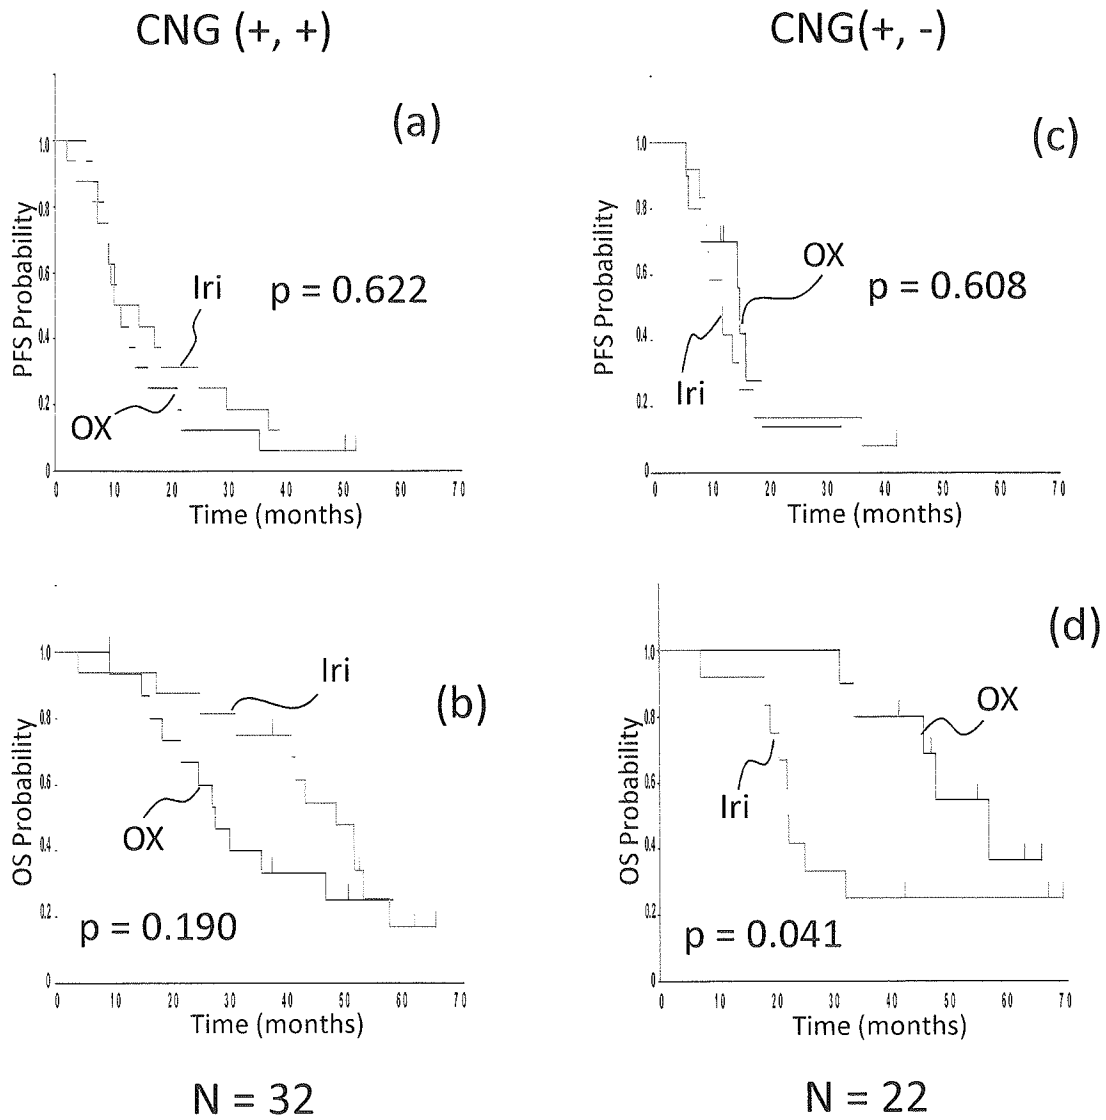 CNG (+, +)
CNG(+, -)
(a)
1.0
0.8
0.6
0.4
0.2
0
PFS Probability
Iri
p = 0.622
OX
0 10 20 30 40 50 60 70
Time (months)
(c)
1.0
0.8
0.6
0.4
0.2
0
PFS Probability
OX
p = 0.608
Iri
0 10 20 30 40 50 60 70
Time (months)
(b)
1.0
0.8
0.6
0.4
0.2
0
OS Probability
Iri
OX
p = 0.190
0 10 20 30 40 50 60 70
Time (months)
(d)
1.0
0.8
0.6
0.4
0.2
0
OS Probability
OX
Iri
p = 0.041
0 10 20 30 40 50 60 70
Time (months)
N = 32
N = 22